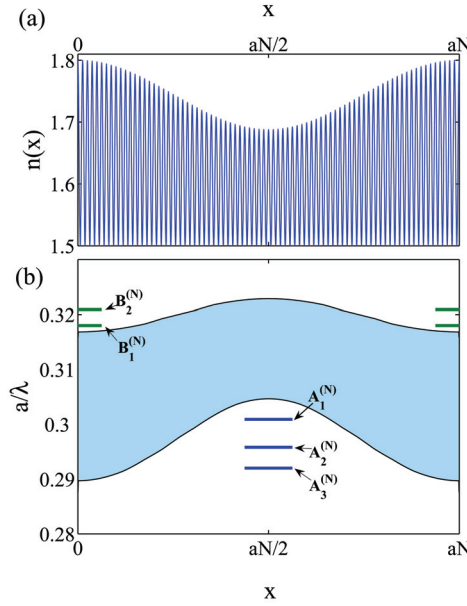 (a)
x
0 aN/2 aN
1.8
1.7
1.6
1.5
n(x)
(b)
0.32
0.31
0.3
0.29
0.28
a/λ
B₂⁽ᴺ⁾
B₁⁽ᴺ⁾
A₁⁽ᴺ⁾
A₂⁽ᴺ⁾
A₃⁽ᴺ⁾
0 aN/2 aN
x